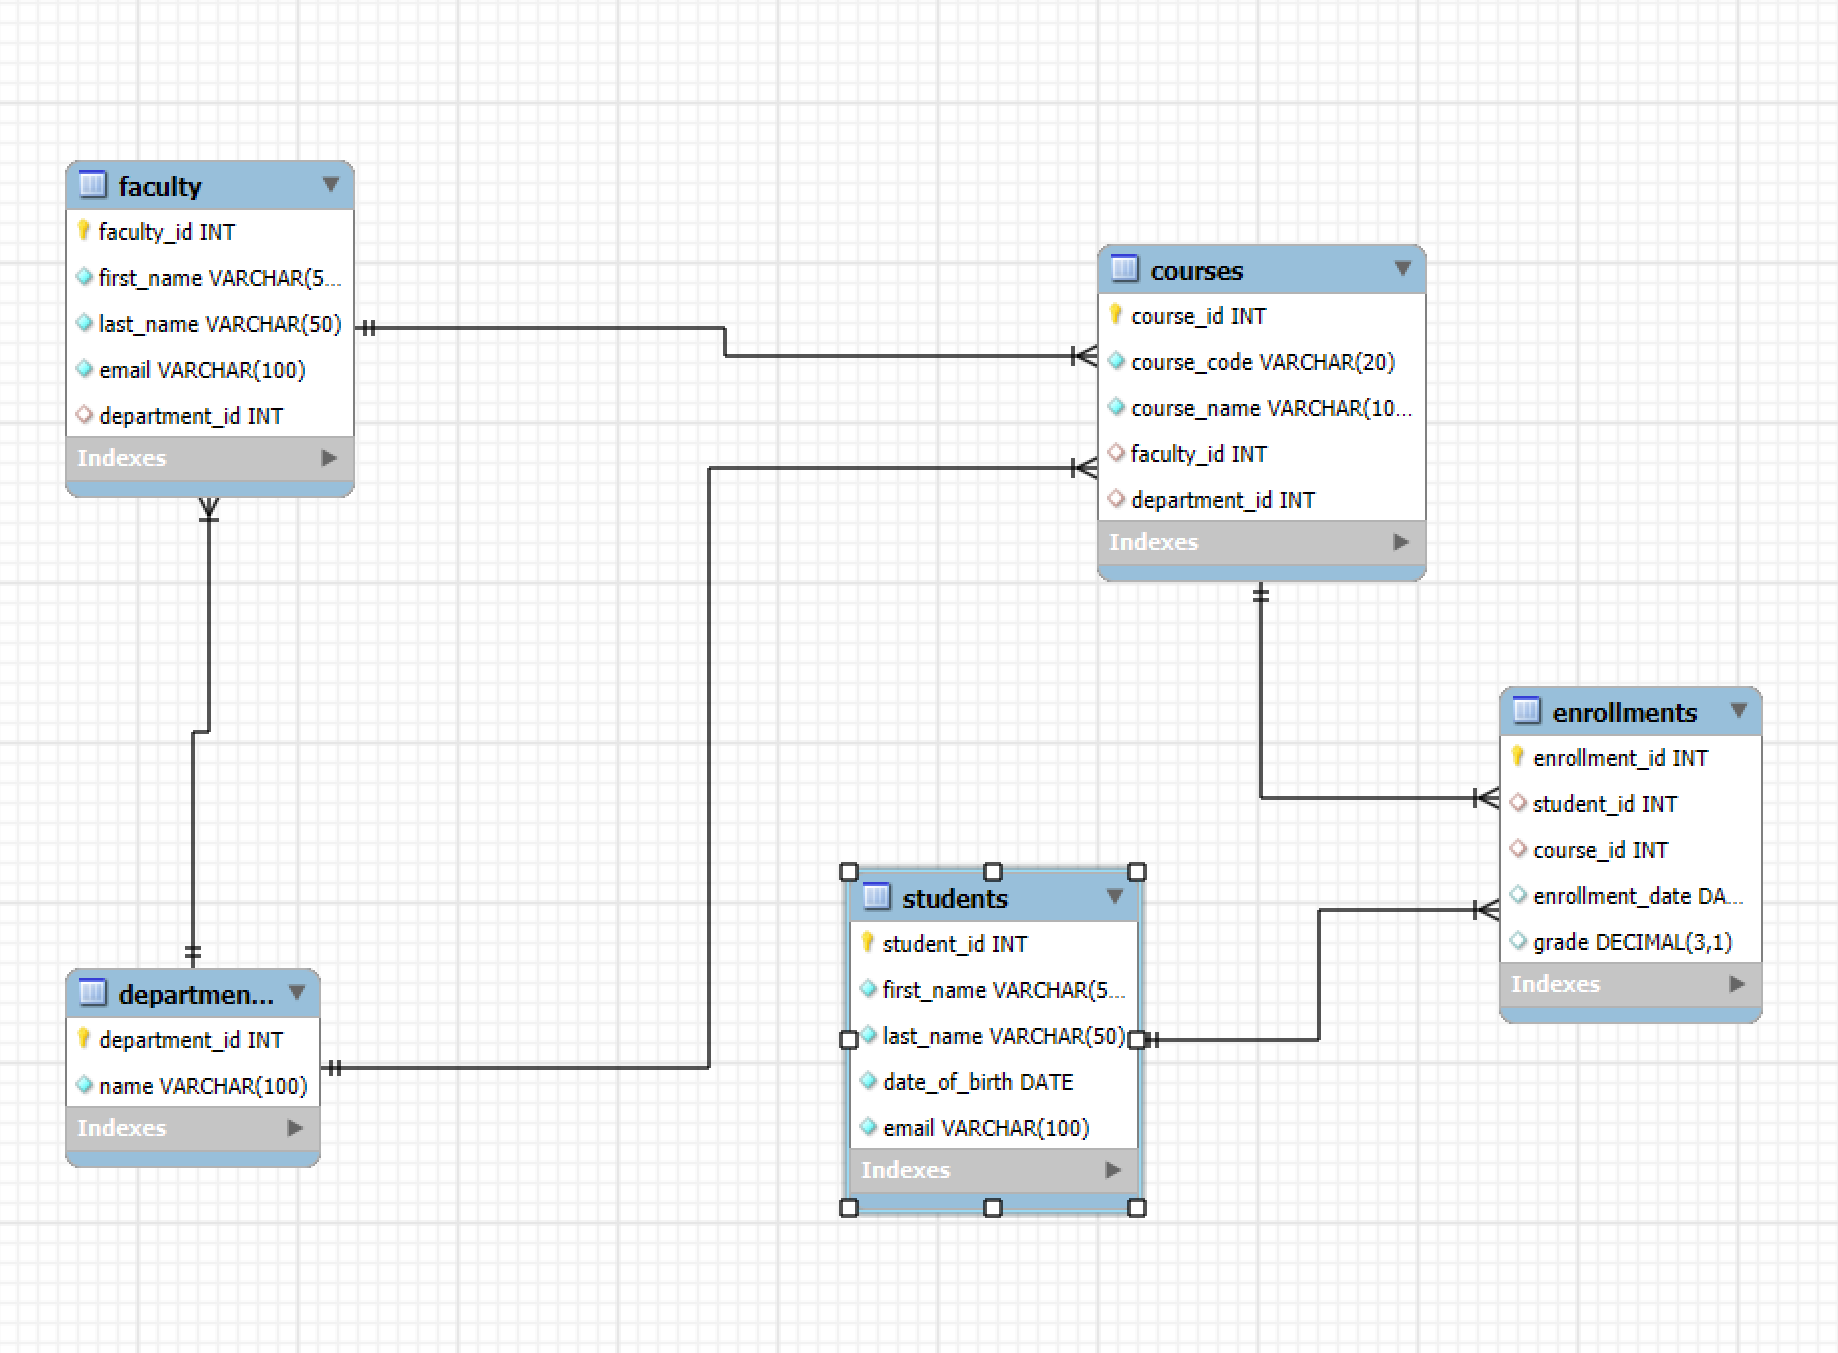 faculty
faculty_id INT
first_name VARCHAR(5...
last_name VARCHAR(50)
email VARCHAR(100)
department_id INT
Indexes
courses
course_id INT
course_code VARCHAR(20)
course_name VARCHAR(10...
faculty_id INT
department_id INT
Indexes
enrollments
enrollment_id INT
student_id INT
course_id INT
enrollment_date DA...
grade DECIMAL(3,1)
Indexes
students
student_id INT
first_name VARCHAR(5...
last_name VARCHAR(50)
date_of_birth DATE
email VARCHAR(100)
Indexes
departmen...
department_id INT
name VARCHAR(100)
Indexes